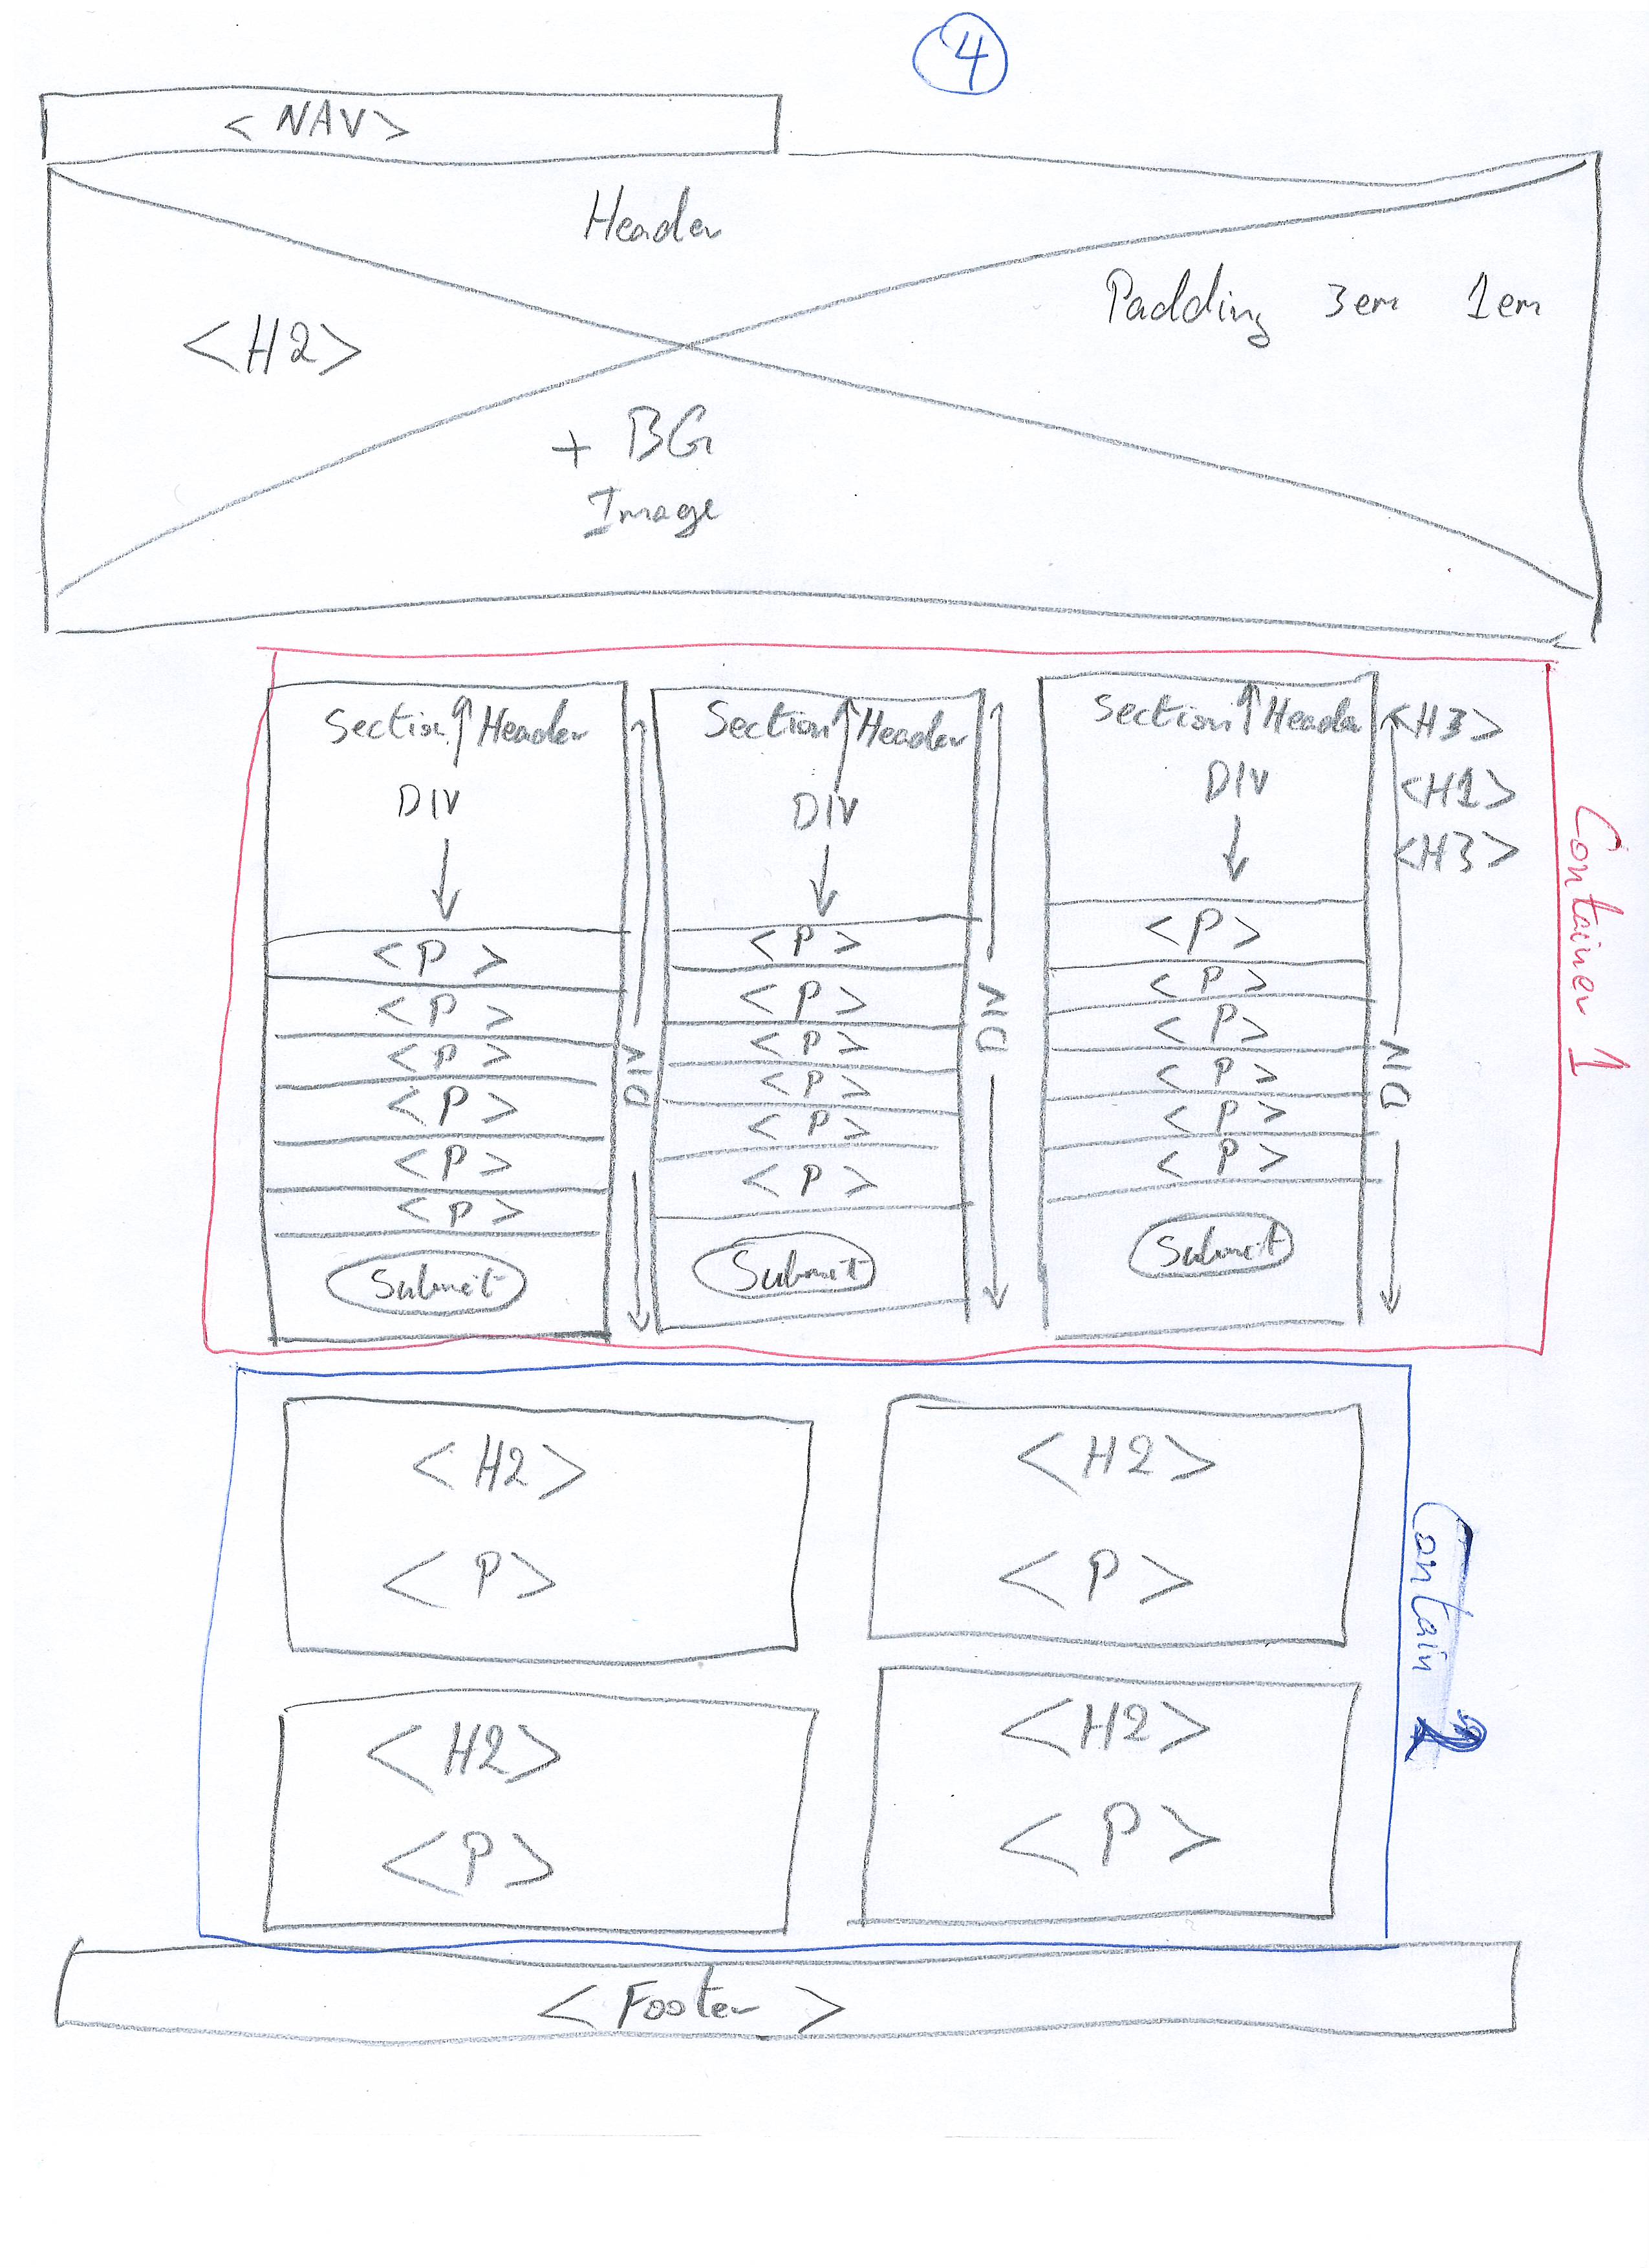 4
< NAV >
Header
Padding 3em 1em
<H2>
+ BG
Image
Section Header
DIV
<P>
<P>
<P>
<P>
<P>
<P>
Submit
DIV
Section Header
DIV
<P>
<P>
<P>
<P>
<P>
<P>
Submit
DIV
Section Header
DIV
<P>
<P>
<P>
<P>
<P>
<P>
Submit
DIV
<H3>
<H1>
<H3>
Container 1
<H2>
<P>
<H2>
<P>
<H2>
<P>
<H2>
<P>
Contain 2
< Footer >